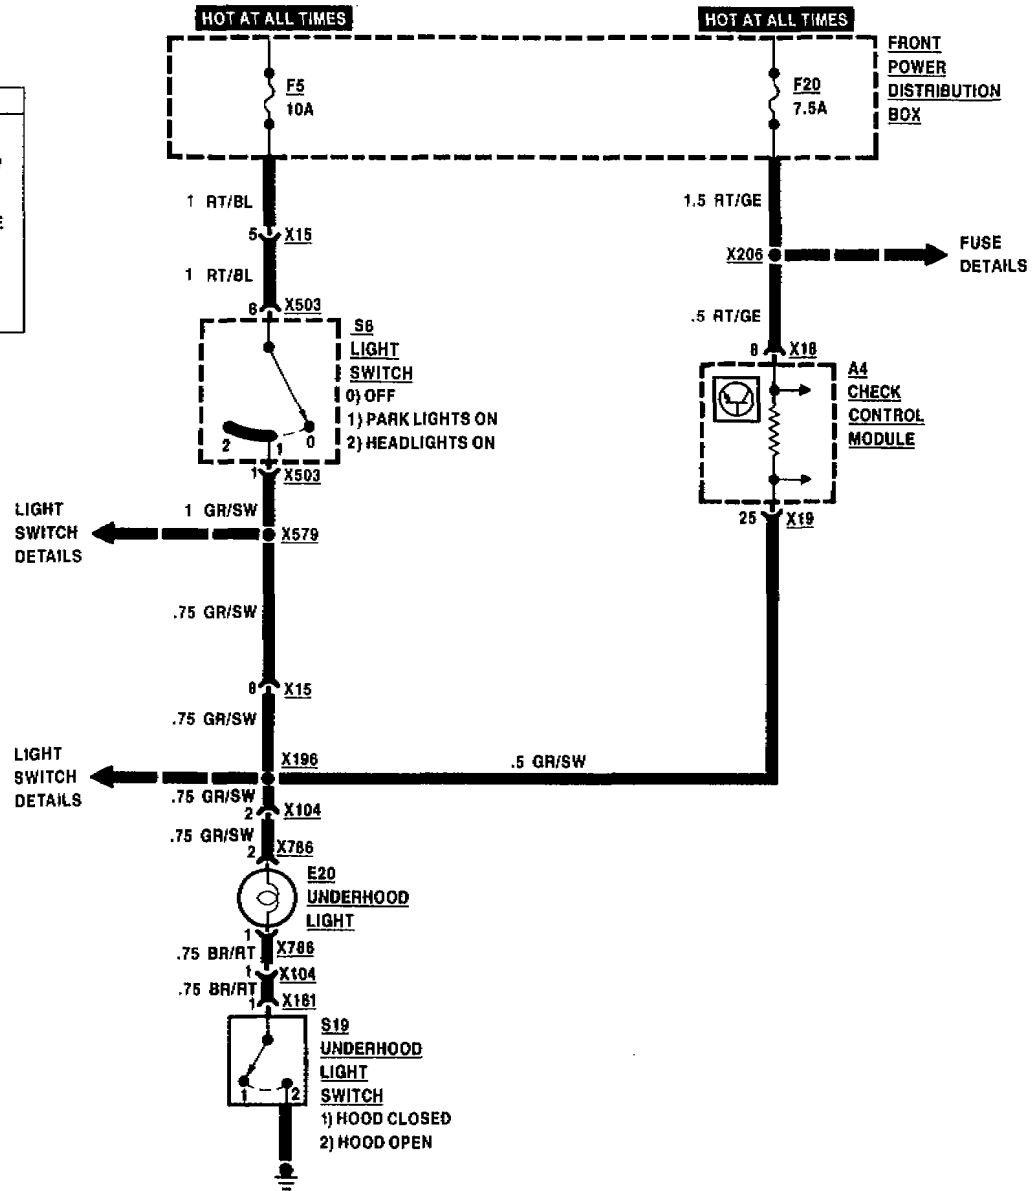 HOT AT ALL TIMES
HOT AT ALL TIMES
FRONT
POWER
DISTRIBUTION
BOX
F5
10A
F20
7.5A
1 RT/BL
5 X15
1 RT/BL
6 X503
1.5 RT/GE
X206
FUSE
DETAILS
.5 RT/GE
8 X18
S6
LIGHT
SWITCH
0) OFF
1) PARK LIGHTS ON
2) HEADLIGHTS ON
2 1 0
A4
CHECK
CONTROL
MODULE
1 X503
25 X19
1 GR/SW
LIGHT
SWITCH
DETAILS
X579
.75 GR/SW
8 X15
.75 GR/SW
X196
.5 GR/SW
LIGHT
SWITCH
DETAILS
.75 GR/SW
2 X104
.75 GR/SW
2 X786
E20
UNDERHOOD
LIGHT
1 X786
.75 BR/RT
1 X104
.75 BR/RT
1 X181
S19
UNDERHOOD
LIGHT
SWITCH
1) HOOD CLOSED
2) HOOD OPEN
1 2